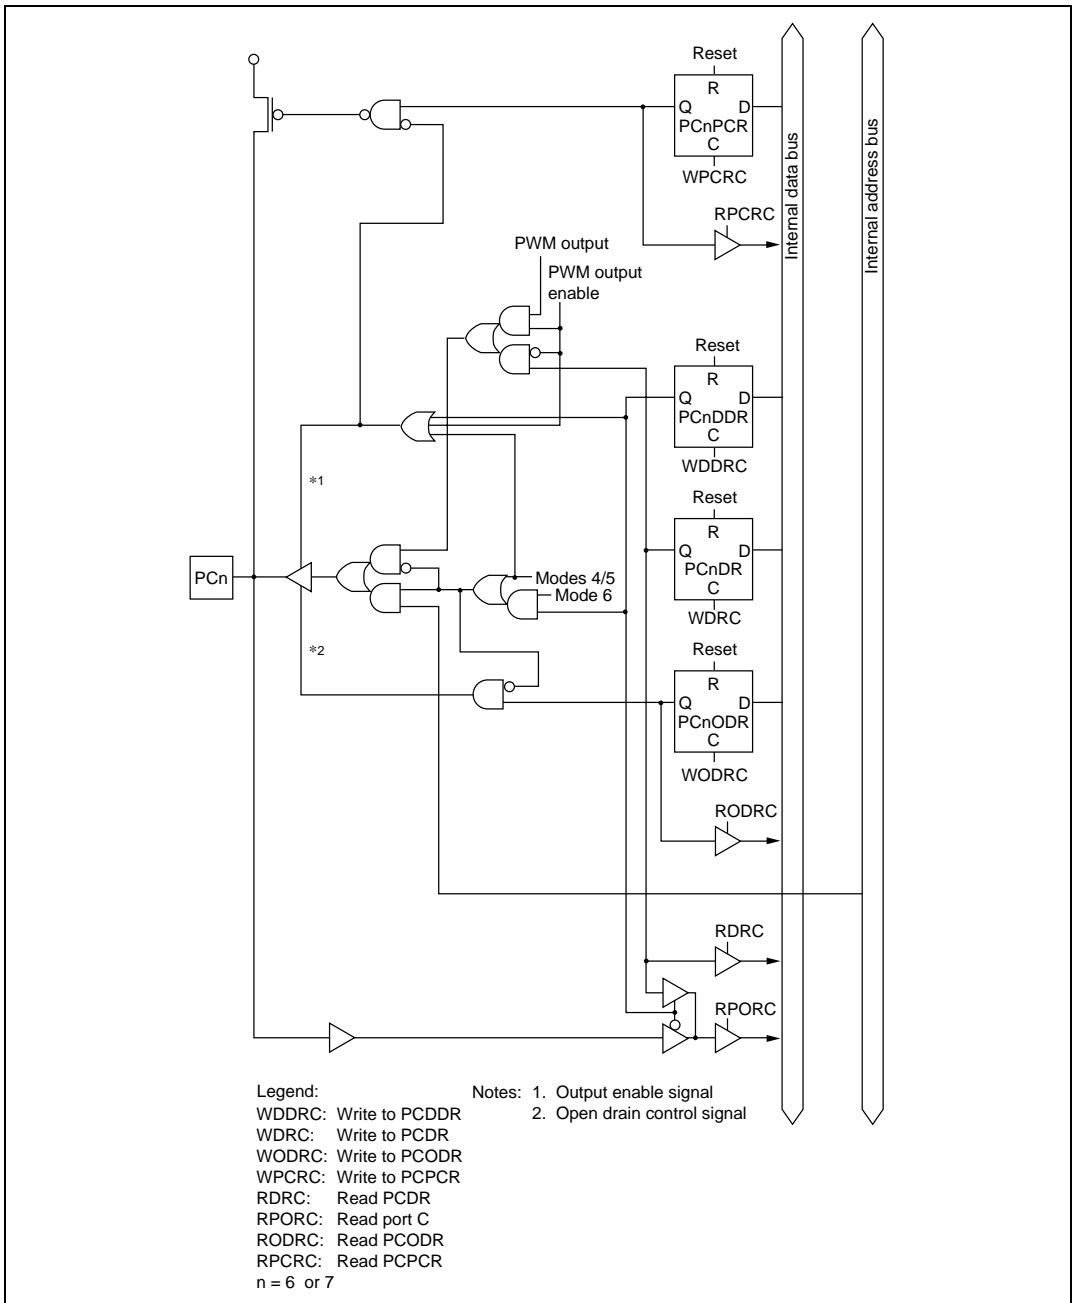 Reset
R
Q D
PCnPCR
C
WPCRC
RPCRC
Internal data bus
Internal address bus
PWM output
PWM output
enable
Reset
R
Q D
PCnDDR
C
WDDRC
*1
Reset
R
Q D
PCnDR
C
WDRC
PCn
Modes 4/5
Mode 6
*2
Reset
R
Q D
PCnODR
C
WODRC
RODRC
RDRC
RPORC
Legend:
WDDRC: Write to PCDDR
WDRC: Write to PCDR
WODRC: Write to PCODR
WPCRC: Write to PCPCR
RDRC: Read PCDR
RPORC: Read port C
RODRC: Read PCODR
RPCRC: Read PCPCR
n = 6 or 7
Notes: 1. Output enable signal
2. Open drain control signal